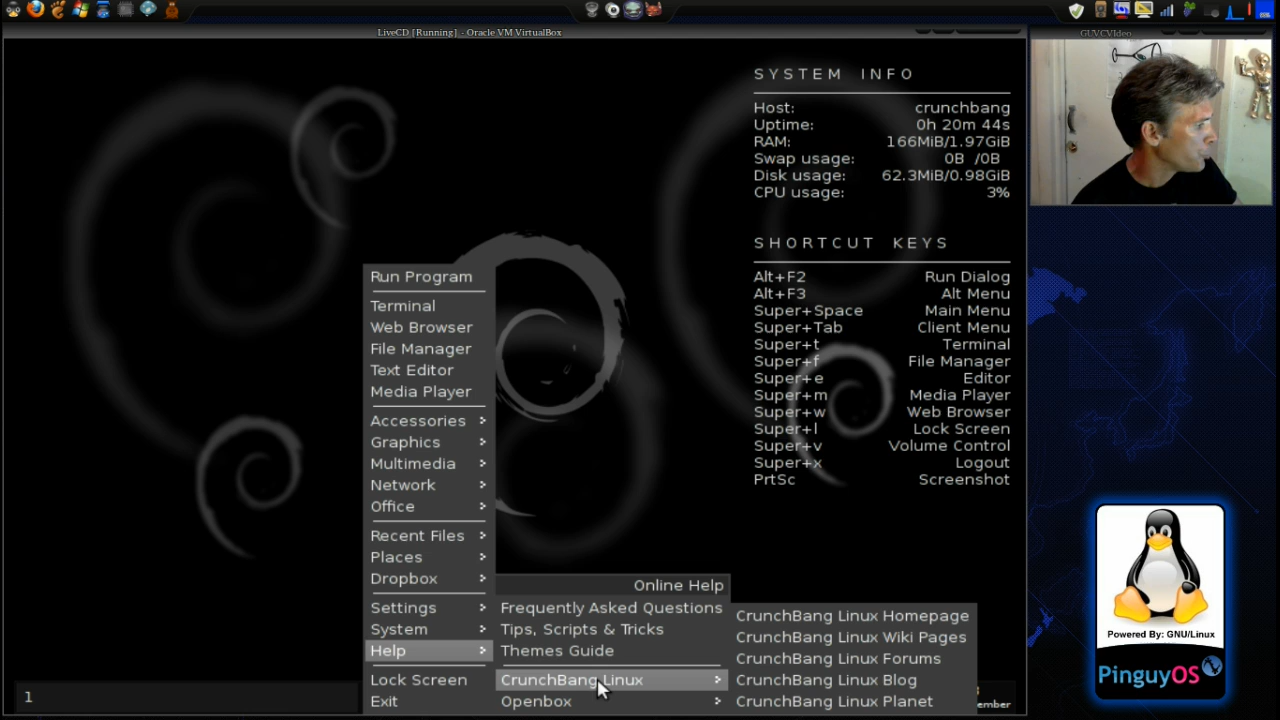 LiveCD [Running] - Oracle VM VirtualBox
GUVCVideo
SYSTEM INFO
Host: crunchbang
Uptime: 0h 20m 44s
RAM: 166MiB/1.97GiB
Swap usage: 0B /0B
Disk usage: 62.3MiB/0.98GiB
CPU usage: 3%
SHORTCUT KEYS
Alt+F2 Run Dialog
Alt+F3 Alt Menu
Super+Space Main Menu
Super+Tab Client Menu
Super+t Terminal
Super+f File Manager
Super+e Editor
Super+m Media Player
Super+w Web Browser
Super+l Lock Screen
Super+v Volume Control
Super+x Logout
PrtSc Screenshot
Run Program
Terminal
Web Browser
File Manager
Text Editor
Media Player
Accessories
Graphics
Multimedia
Network
Office
Recent Files
Places
Dropbox
Settings
System
Help
Lock Screen
Exit
Online Help
Frequently Asked Questions
Tips, Scripts & Tricks
Themes Guide
CrunchBang Linux
Openbox
CrunchBang Linux Homepage
CrunchBang Linux Wiki Pages
CrunchBang Linux Forums
CrunchBang Linux Blog
CrunchBang Linux Planet
1
Powered By: GNU/Linux
PinguyOS